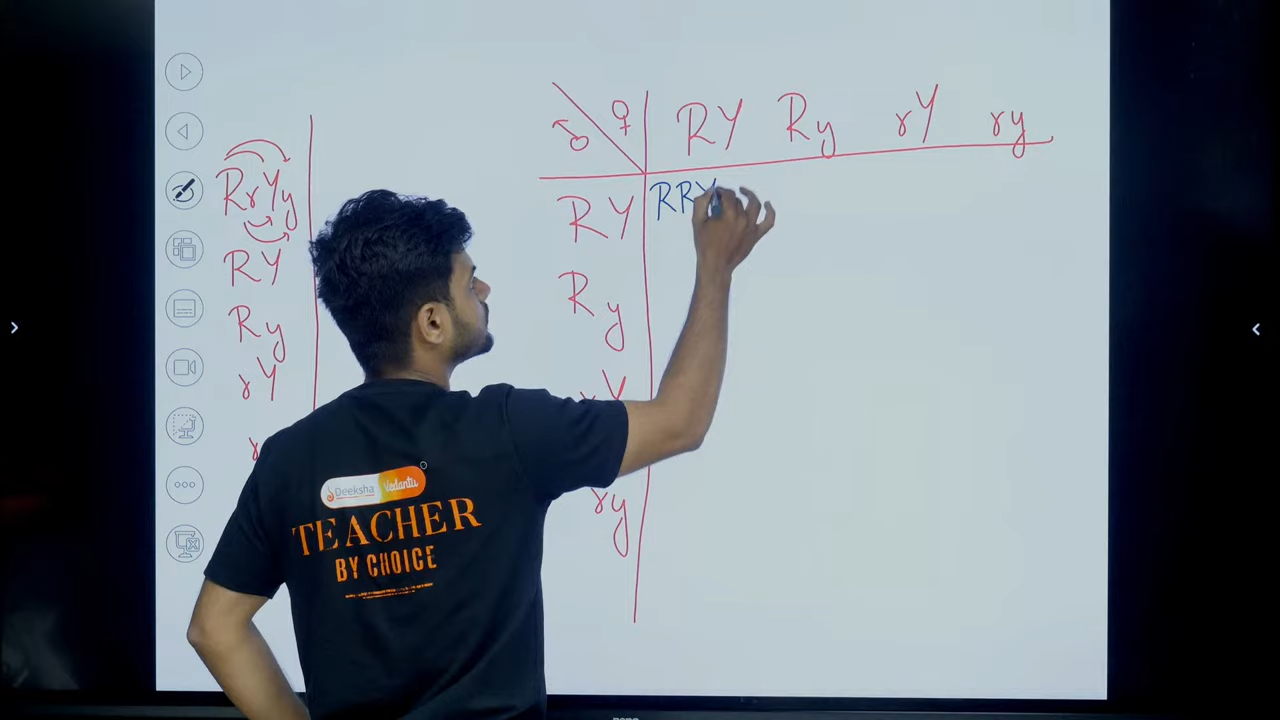 RrYy
RY
Ry
rY
♂ ♀ RY Ry rY ry
RY RRY
Ry
ry
Deeksha Vedantu
TEACHER
BY CHOICE